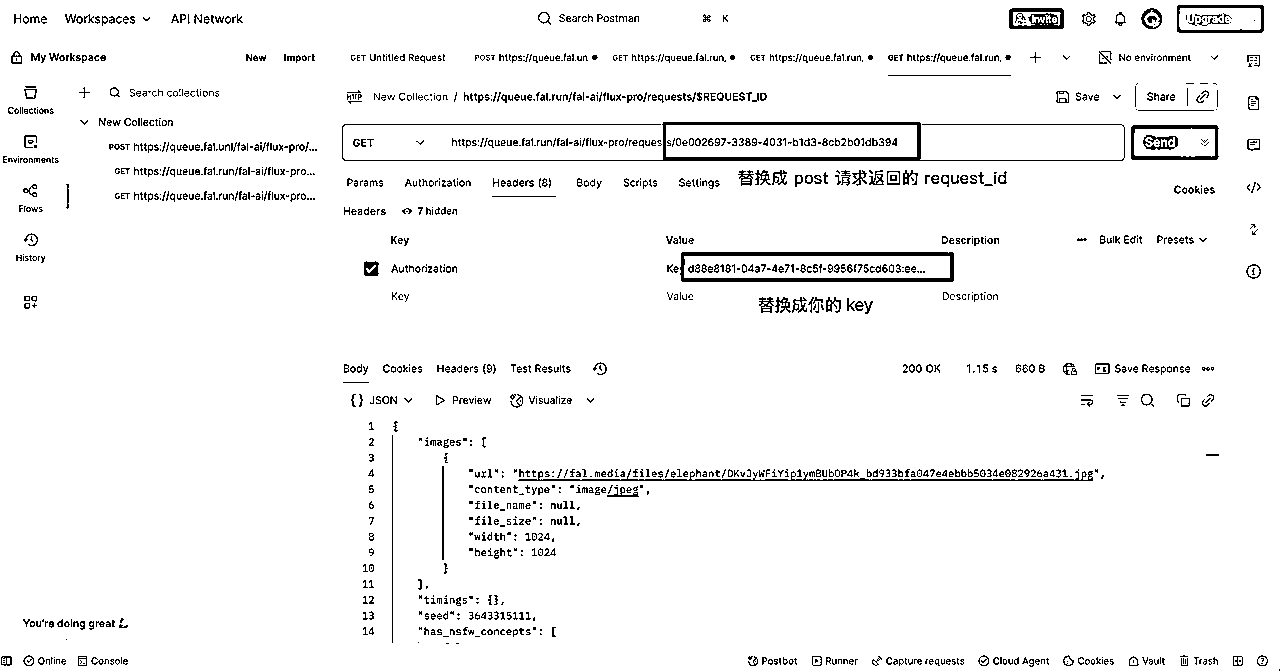 Home Workspaces API Network Search Postman ⌘ K Invite Upgrade
My Workspace New Import GET Untitled Request POST https://queue.fal.un GET https://queue.fal.run, GET https://queue.fal.run, GET https://queue.fal.run, No environment
Collections Search collections New Collection / https://queue.fal.run/fal-ai/flux-pro/requests/$REQUEST_ID Save Share
New Collection
Environments POST https://queue.fal.unl/fal-ai/flux-pro/... GET https://queue.fal.run/fal-ai/flux-pro/requests/0e002697-3389-4031-b1d3-8cb2b01db394 Send
GET https://queue.fal.run/fal-ai/flux-pro...
Flows GET https://queue.fal.run/fal-ai/flux-pro... Params Authorization Headers (8) Body Scripts Settings 替换成 post 请求返回的 request_id Cookies
History Headers 7 hidden
Key Value Description Bulk Edit Presets
Authorization Key d88e8181-04a7-4e71-8c5f-9956f75cd603:ee...
Key Value Description
替换成你的 key
Body Cookies Headers (9) Test Results 200 OK 1.15 s 660 B Save Response
{} JSON Preview Visualize
1 {
2 "images": [
3 {
4 "url": "https://fal.media/files/elephant/
5 "content_type": "image/jpeg",
6 "file_name": null,
7 "file_size": null,
8 "width": 1024,
9 "height": 1024
10 }
11 ],
12 "timings": {},
13 "seed": 3643315111,
14 "has_nsfw_concepts": [
You're doing great
Online Console Postbot Runner Capture requests Cloud Agent Cookies Vault Trash